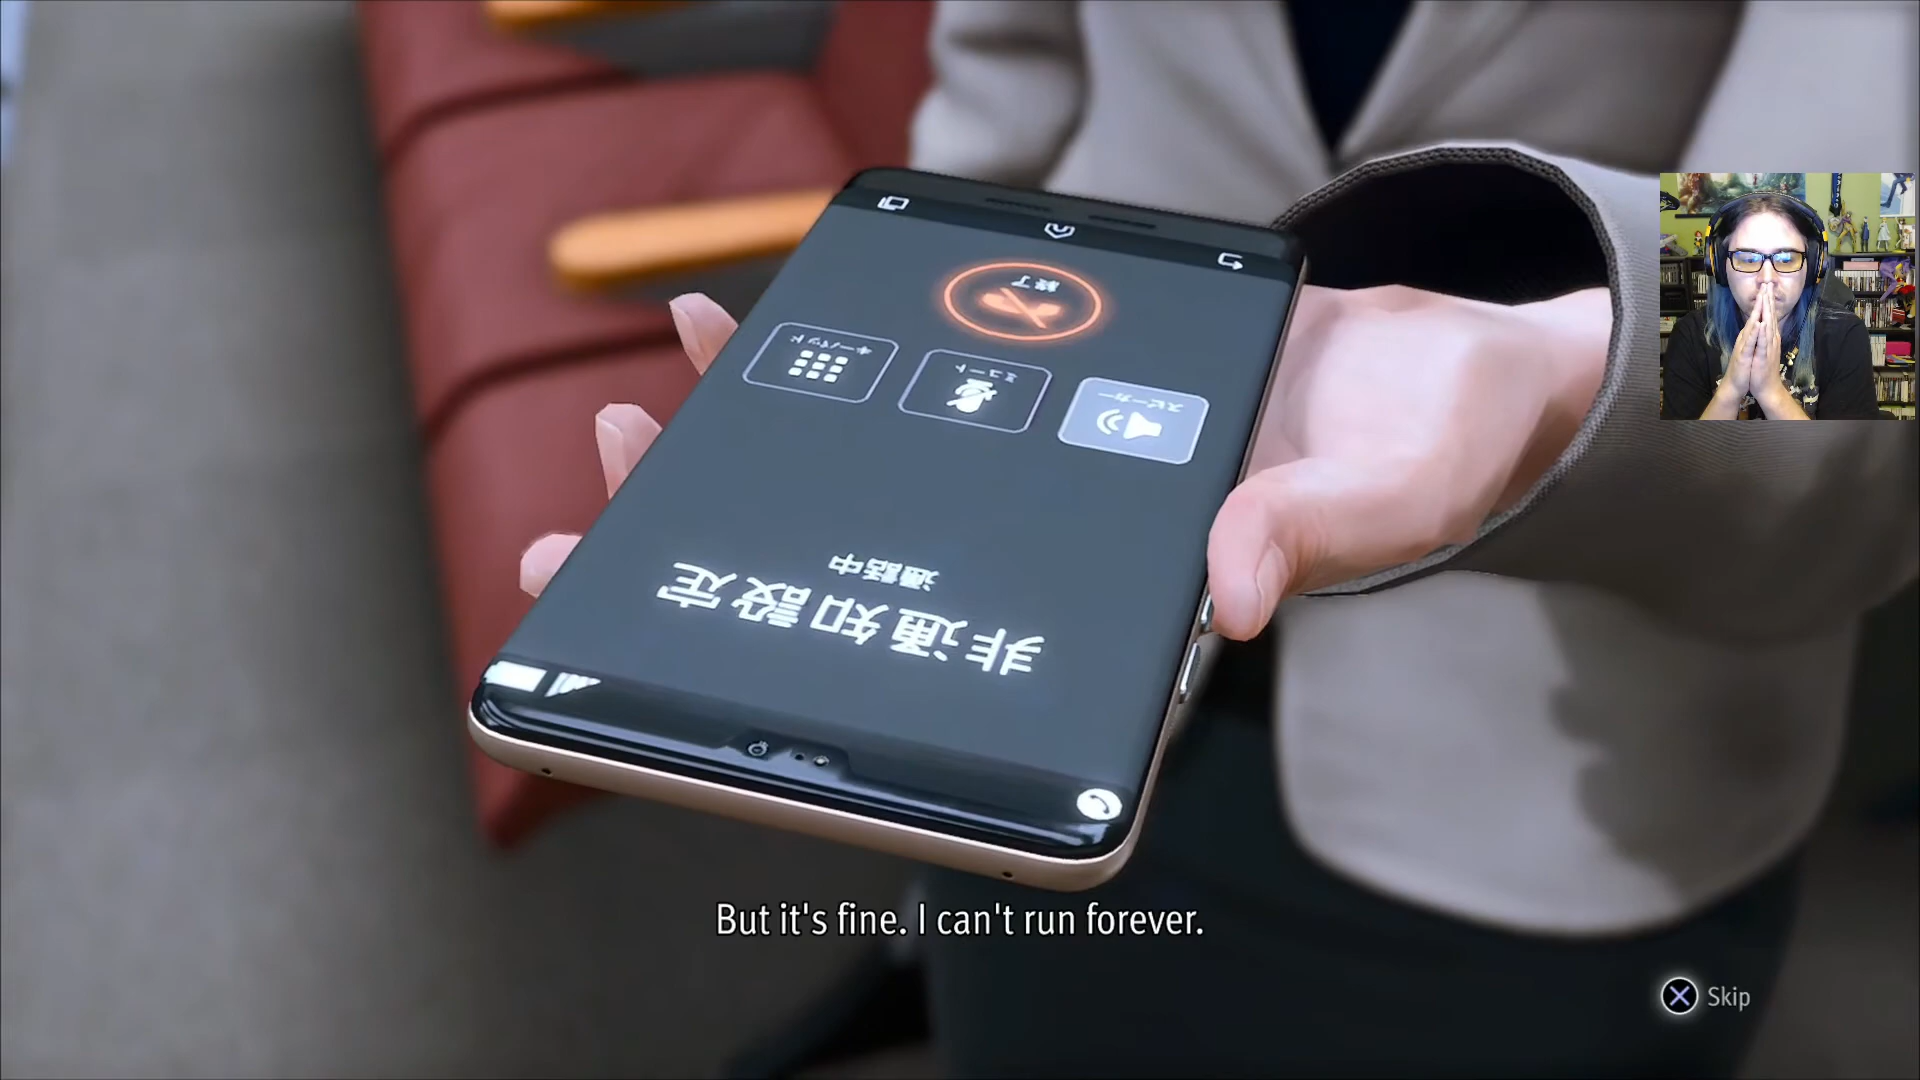 非通知設定
通話中
スピーカー
ミュート
キーパッド
終了
But it's fine. I can't run forever.
Skip